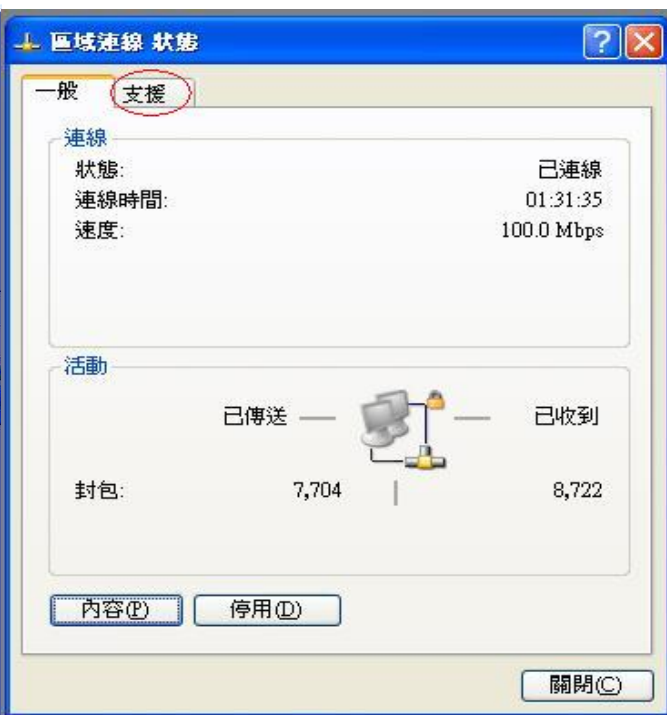 區域連線 狀態
一般 支援
連線
狀態: 已連線
連線時間: 01:31:35
速度: 100.0 Mbps
活動
已傳送 — — 已收到
封包: 7,704 | 8,722
內容(P) 停用(D)
關閉(C)